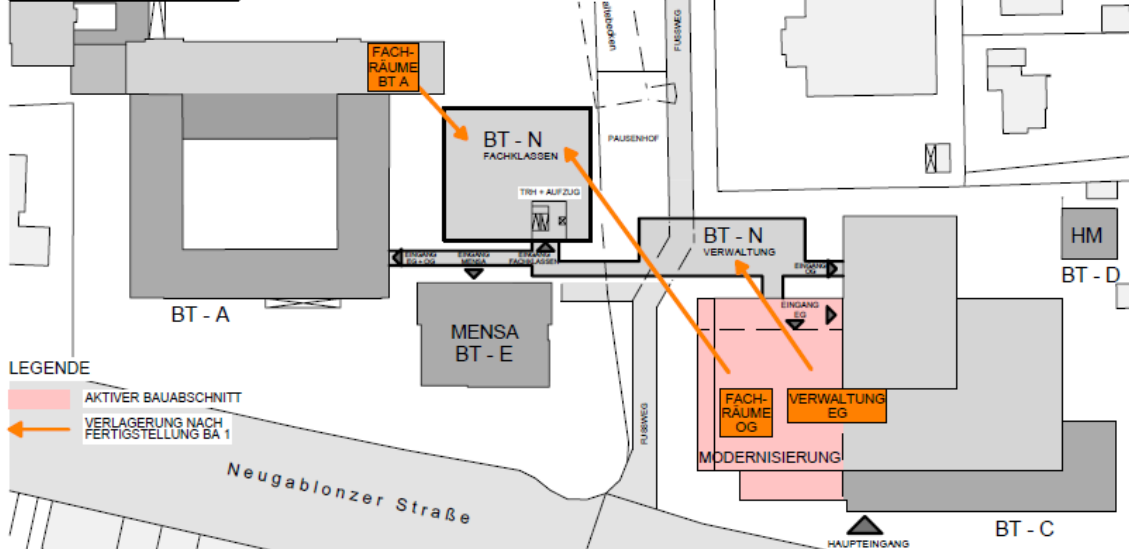 FACH-
RÄUME
BT A
BT - N
FACHKLASSEN
TRH + AUFZUG
PAUSENHOF
FUSSWEG
BT - N
VERWALTUNG
EINGANG
EG + OG
EINGANG
MENSA
EINGANG
FACHKLASSEN
EINGANG
OG
EINGANG
EG
HM
BT - D
BT - A
MENSA
BT - E
LEGENDE
AKTIVER BAUABSCHNITT
VERLAGERUNG NACH
FERTIGSTELLUNG BA 1
FACH-
RÄUME
OG
VERWALTUNG
EG
FUSSWEG
MODERNISIERUNG
Neugablonzer Straße
BT - C
HAUPTEINGANG